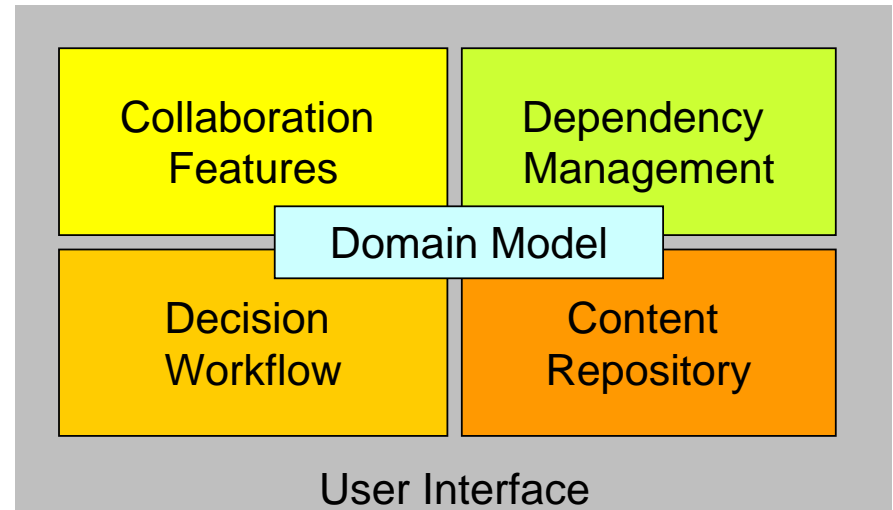 Collaboration
Features
Dependency
Management
Domain Model
Decision
Workflow
Content
Repository
User Interface